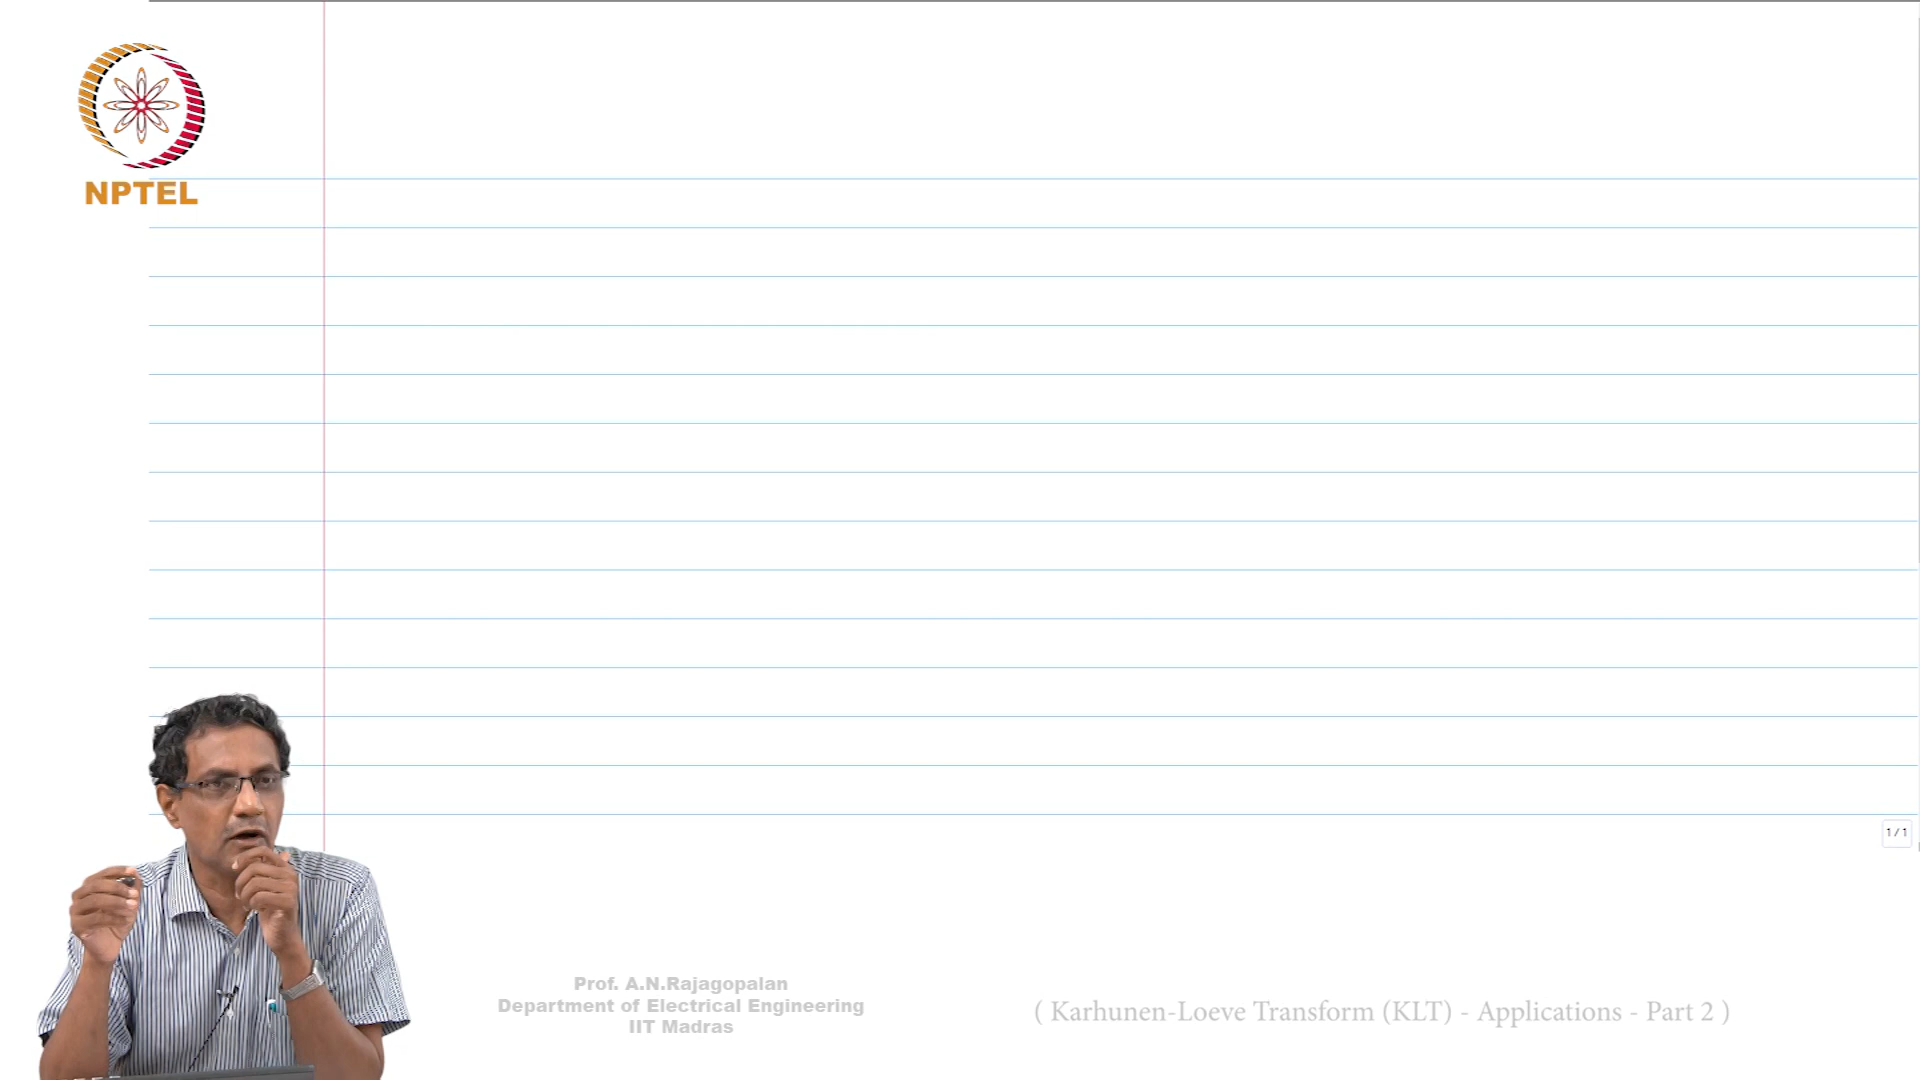 NPTEL
1 / 1
Prof. A.N.Rajagopalan
Department of Electrical Engineering
IIT Madras
( Karhunen-Loeve Transform (KLT) - Applications - Part 2 )